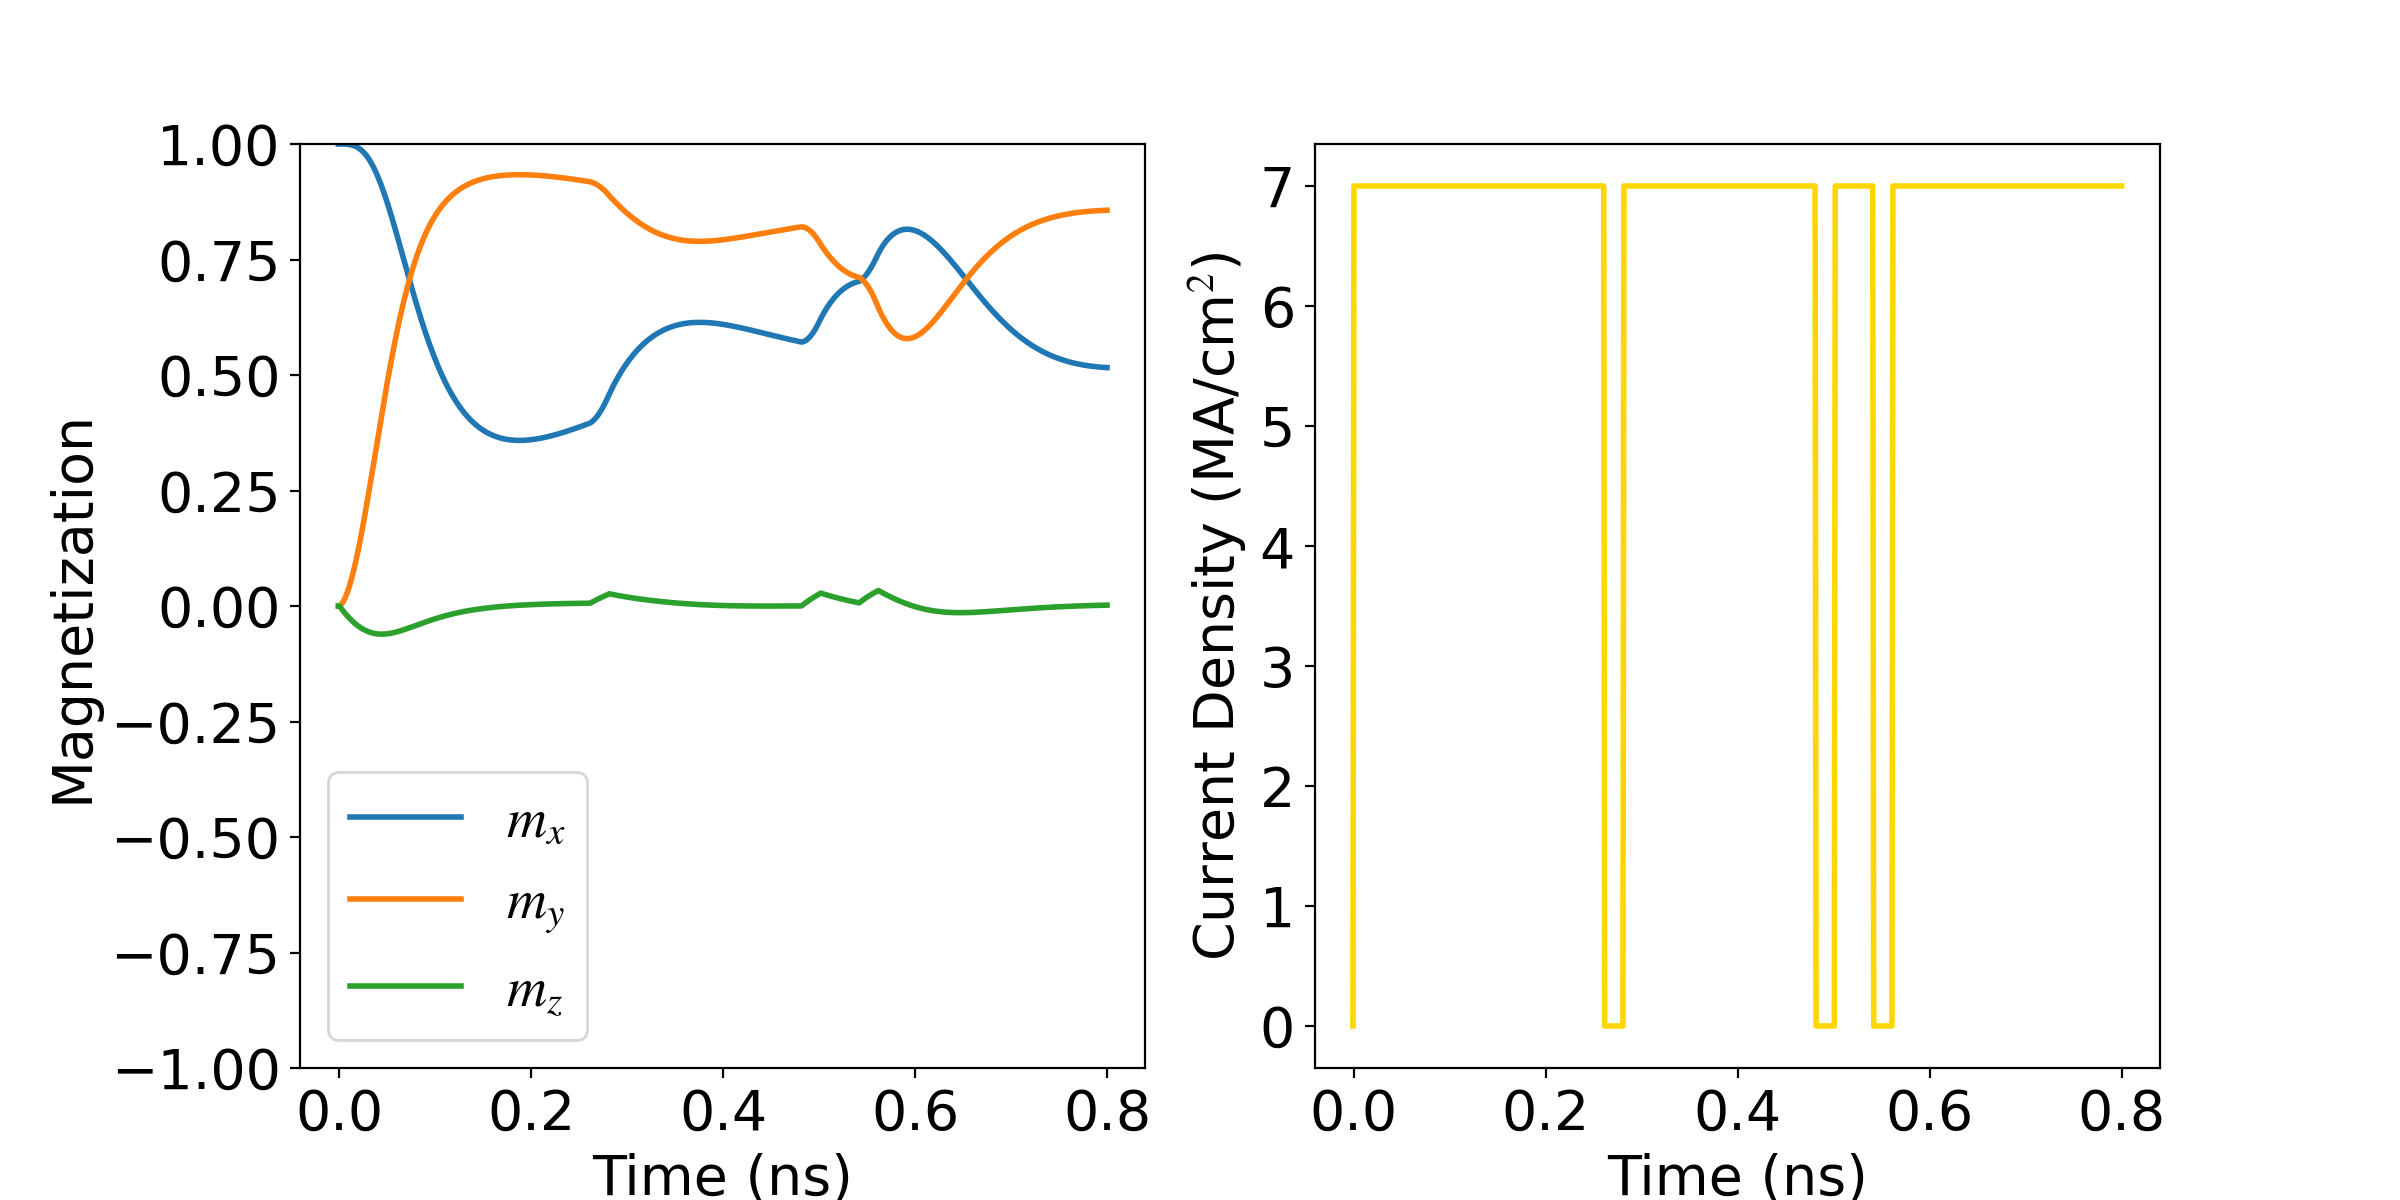 1.00
0.75
0.50
0.25
0.00
−0.25
−0.50
−0.75
−1.00
Magnetization
m_x
m_y
m_z
0.0 0.2 0.4 0.6 0.8
Time (ns)
7
6
5
4
3
2
1
0
Current Density (MA/cm²)
0.0 0.2 0.4 0.6 0.8
Time (ns)